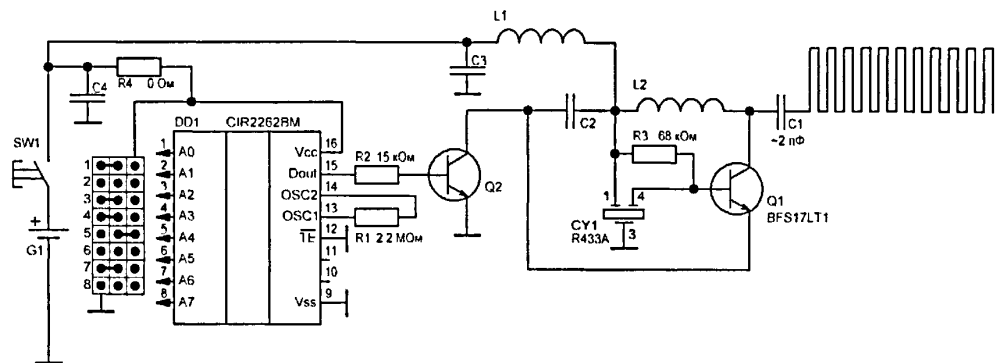 L1
C3
R4 0 Ом
C4
SW1
+
G1
1
2
3
4
5
6
7
8
DD1 CIR2262BM
1 A0
2 A1
3 A2
4 A3
5 A4
6 A5
7 A6
8 A7
Vcc 16
Dout 15
OSC2 14
OSC1 13
TE 12
11
10
Vss 9
R2 15 кОм
R1 2 2 МОм
Q2
C2
L2
R3 68 кОм
1 4
CY1 3
R433A
C1
~2 пФ
Q1
BFS17LT1